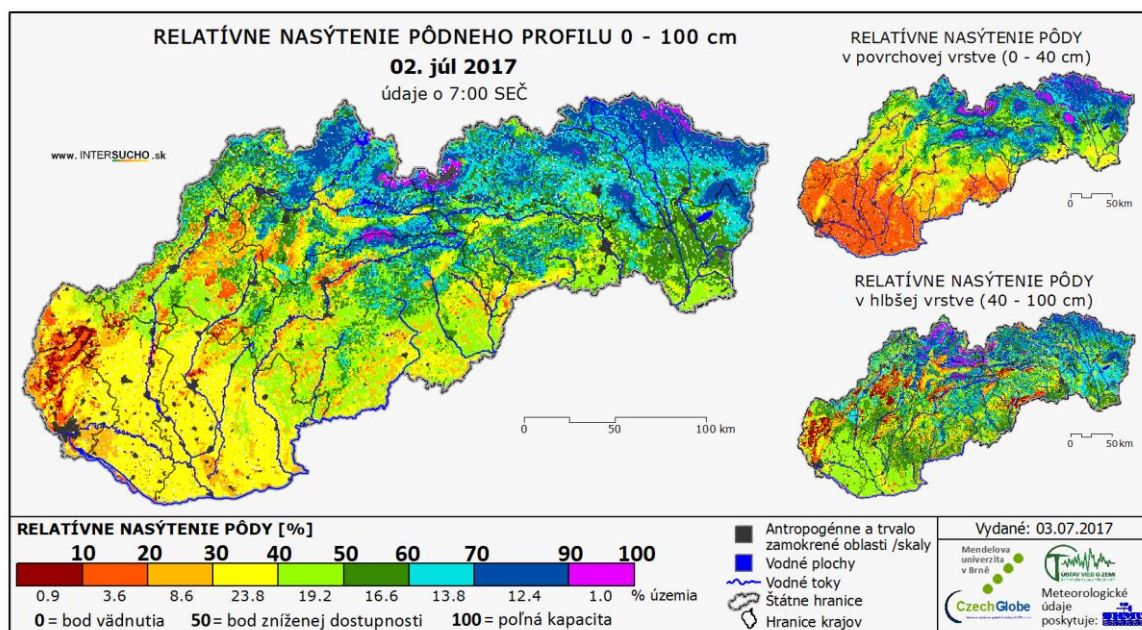 RELATÍVNE NASÝTENIE PÔDNEHO PROFILU 0 - 100 cm
02. júl 2017
údaje o 7:00 SEČ
www.INTERSUCHO.sk
0 50 100 km
RELATÍVNE NASÝTENIE PÔDY
v povrchovej vrstve (0 - 40 cm)
0 50 km
RELATÍVNE NASÝTENIE PÔDY
v hlbšej vrstve (40 - 100 cm)
0 50 km
RELATÍVNE NASÝTENIE PÔDY [%]
10 20 30 40 50 60 70 90 100
0.9 3.6 8.6 23.8 19.2 16.6 13.8 12.4 1.0 % územia
0 = bod vädnutia 50 = bod zníženej dostupnosti 100 = poľná kapacita
Antropogénne a trvalo
zamokrené oblasti /skaly
Vodné plochy
Vodné toky
Štátne hranice
Hranice krajov
Vydané: 03.07.2017
Mendelova
univerzita
v Brně
CzechGlobe
Meteorologické
údaje
poskytuje: